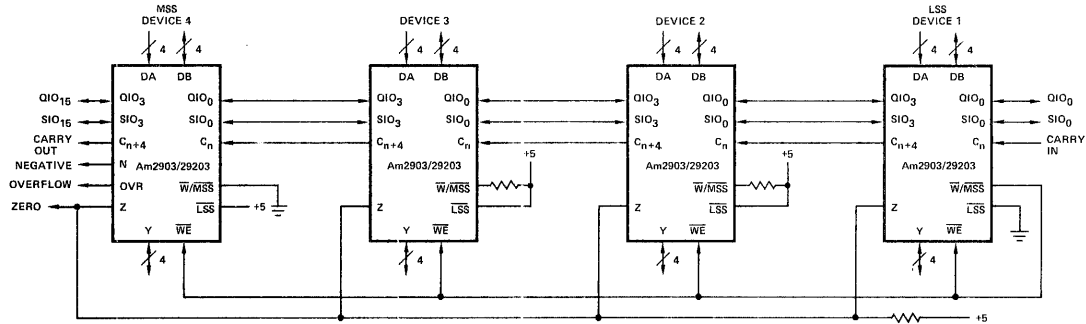 MSS
DEVICE 4
DEVICE 3
DEVICE 2
LSS
DEVICE 1
4 4 4 4 4 4 4 4
DA DB DA DB DA DB DA DB
QIO15 QIO3 QIO0 QIO3 QIO0 QIO3 QIO0 QIO3 QIO0 QIO0
SIO15 SIO3 SIO0 SIO3 SIO0 SIO3 SIO0 SIO3 SIO0 SIO0
CARRY OUT Cn+4 Cn Cn+4 Cn Cn+4 Cn Cn+4 Cn CARRY IN
NEGATIVE N Am2903/29203 +5 Am2903/29203 +5 Am2903/29203 Am2903/29203
OVERFLOW OVR W/MSS W/MSS W/MSS W/MSS
ZERO Z LSS +5 Z LSS Z LSS Z LSS
Y WE Y WE Y WE Y WE
4 4 4 4
+5